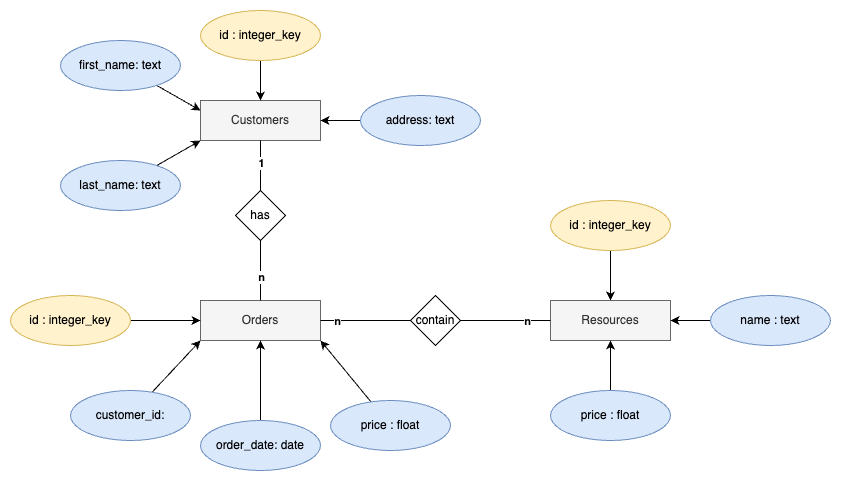 id : integer_key
first_name: text
Customers
address: text
last_name: text
1
has
n
id : integer_key
id : integer_key
Orders
n
contain
n
Resources
name : text
customer_id:
order_date: date
price : float
price : float